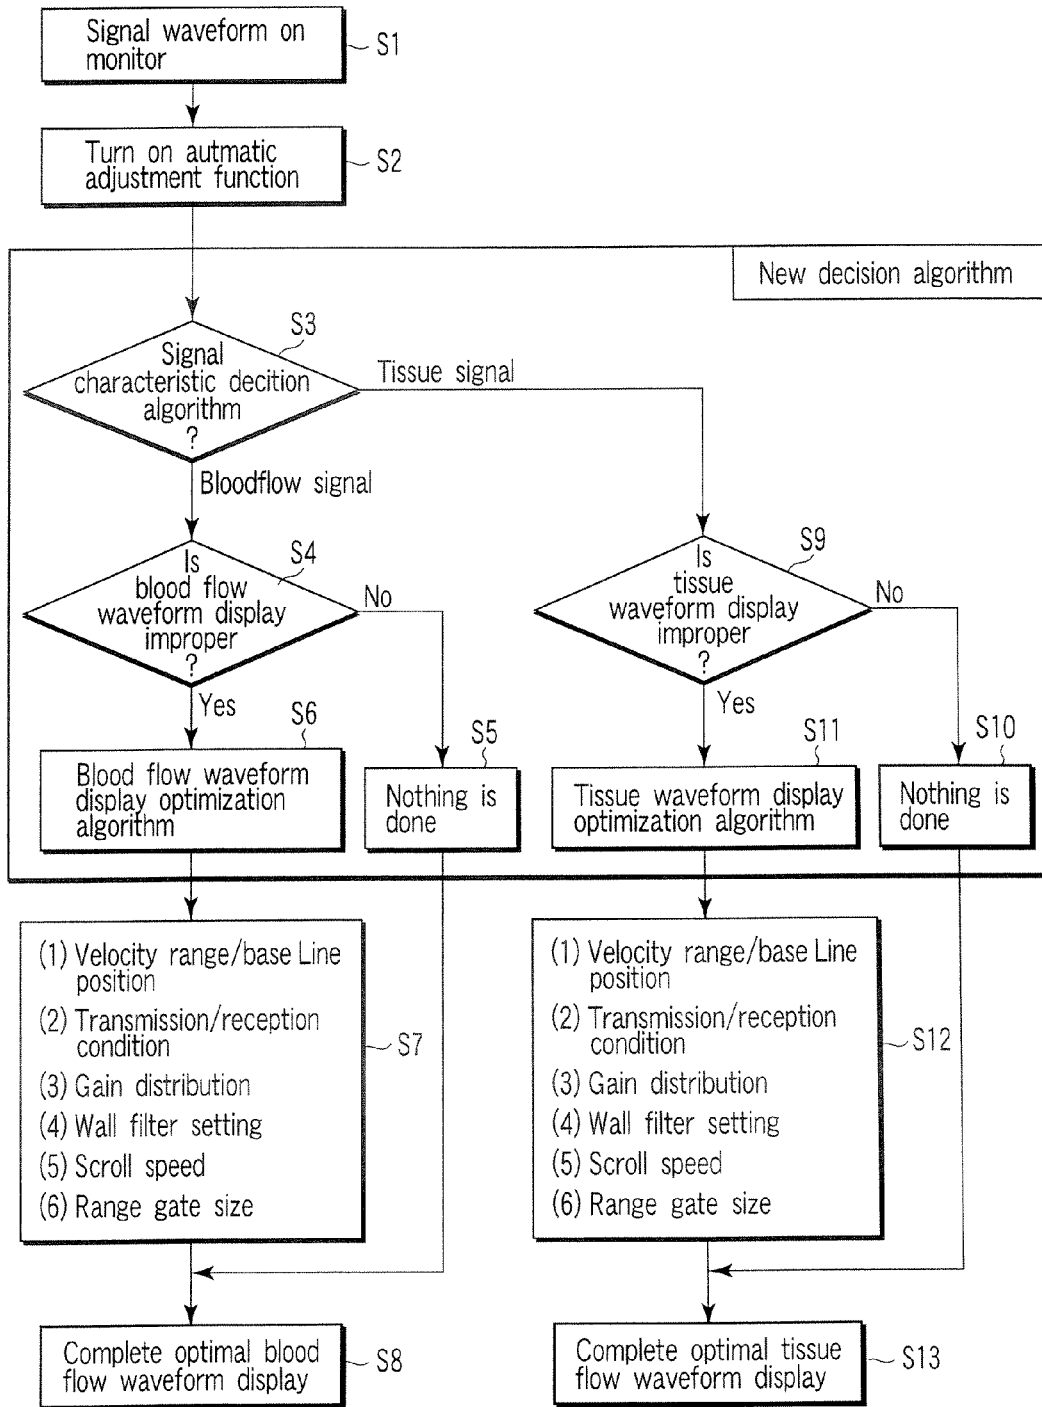 Signal waveform on
monitor
S1
Turn on autmatic
adjustment function
S2
New decision algorithm
S3
Signal
characteristic decition
algorithm
?
Tissue signal
Bloodflow signal
S4
Is
blood flow
waveform display
improper
?
No
Yes
S9
Is
tissue
waveform display
improper
?
No
Yes
S6
Blood flow waveform
display optimization
algorithm
S5
Nothing is
done
S11
Tissue waveform display
optimization algorithm
S10
Nothing is
done
(1) Velocity range/base Line
position
(2) Transmission/reception
condition
(3) Gain distribution
(4) Wall filter setting
(5) Scroll speed
(6) Range gate size
S7
(1) Velocity range/base Line
position
(2) Transmission/reception
condition
(3) Gain distribution
(4) Wall filter setting
(5) Scroll speed
(6) Range gate size
S12
Complete optimal blood
flow waveform display
S8
Complete optimal tissue
flow waveform display
S13